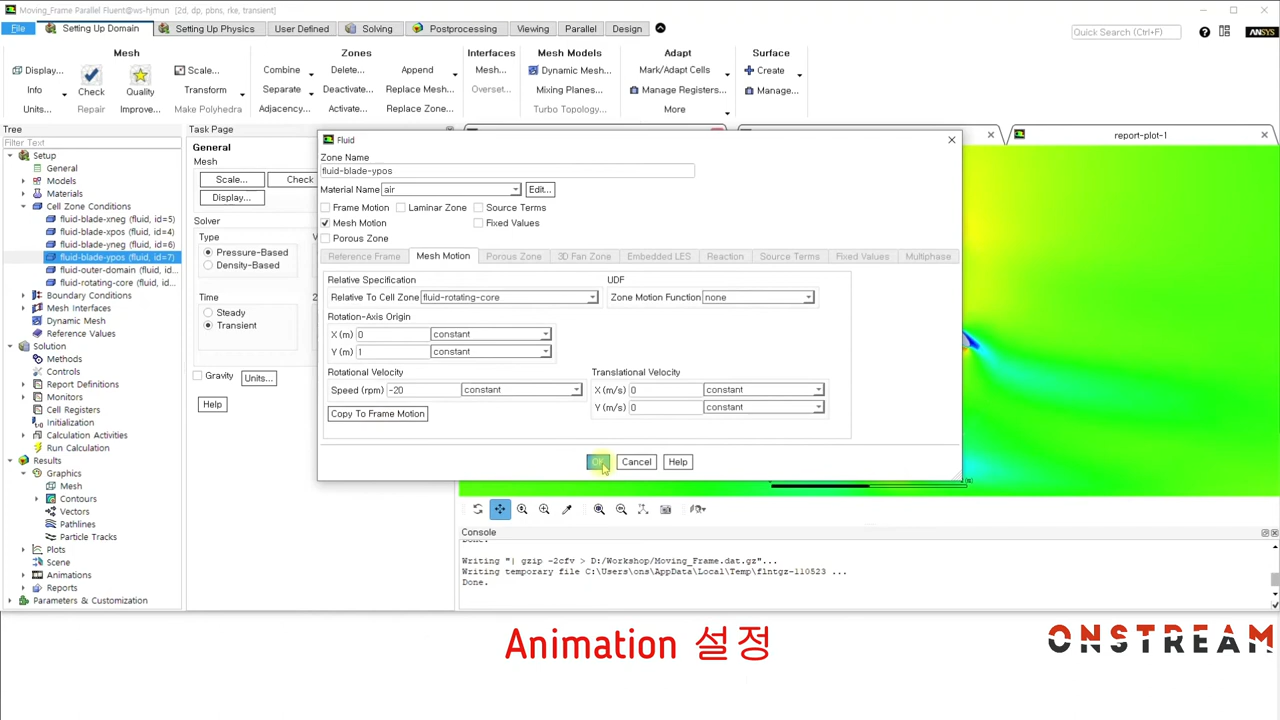 Moving_Frame Parallel Fluent@ws-hjmun [2d, dp, pbns, rke, transient]
File Setting Up Domain Setting Up Physics User Defined Solving Postprocessing Viewing Parallel Design
Quick Search (Ctrl+F)
ANSYS
Mesh Zones Interfaces Mesh Models Adapt Surface
Display... Scale... Combine Delete... Append Mesh... Dynamic Mesh... Mark/Adapt Cells Create
Info Check Quality Transform Separate Deactivate... Replace Mesh... Overset... Mixing Planes... Manage Registers... Manage...
Units... Repair Improve... Make Polyhedra Adjacency... Activate... Replace Zone... Turbo Topology... More
Tree
Filter Text
Setup
General
Models
Materials
Cell Zone Conditions
fluid-blade-xneg (fluid, id=5)
fluid-blade-xpos (fluid, id=4)
fluid-blade-yneg (fluid, id=6)
fluid-blade-ypos (fluid, id=7)
fluid-outer-domain (fluid, id...
fluid-rotating-core (fluid, id...
Boundary Conditions
Mesh Interfaces
Dynamic Mesh
Reference Values
Solution
Methods
Controls
Report Definitions
Monitors
Cell Registers
Initialization
Calculation Activities
Run Calculation
Results
Graphics
Mesh
Contours
Vectors
Pathlines
Particle Tracks
Plots
Scene
Animations
Reports
Parameters & Customization
Task Page
General
Mesh
Scale... Check
Display...
Solver
Type
Pressure-Based
Density-Based
Time
Steady
Transient
Gravity Units...
Help
report-plot-1
Fluid
Zone Name
fluid-blade-ypos
Material Name air Edit...
Frame Motion Laminar Zone Source Terms
Mesh Motion Fixed Values
Porous Zone
Reference Frame Mesh Motion Porous Zone 3D Fan Zone Embedded LES Reaction Source Terms Fixed Values Multiphase
Relative Specification UDF
Relative To Cell Zone fluid-rotating-core Zone Motion Function none
Rotation-Axis Origin
X (m) 0 constant
Y (m) 1 constant
Rotational Velocity Translational Velocity
Speed (rpm) -20 constant X (m/s) 0 constant
Copy To Frame Motion Y (m/s) 0 constant
OK Cancel Help
Console
Done.
Writing "| gzip -2cfv > D:/Workshop/Moving_Frame.dat.gz"...
Writing temporary file C:\Users\ons\AppData\Local\Temp\flntgz-110523 ...
Done.
Animation 설정
ONSTREAM